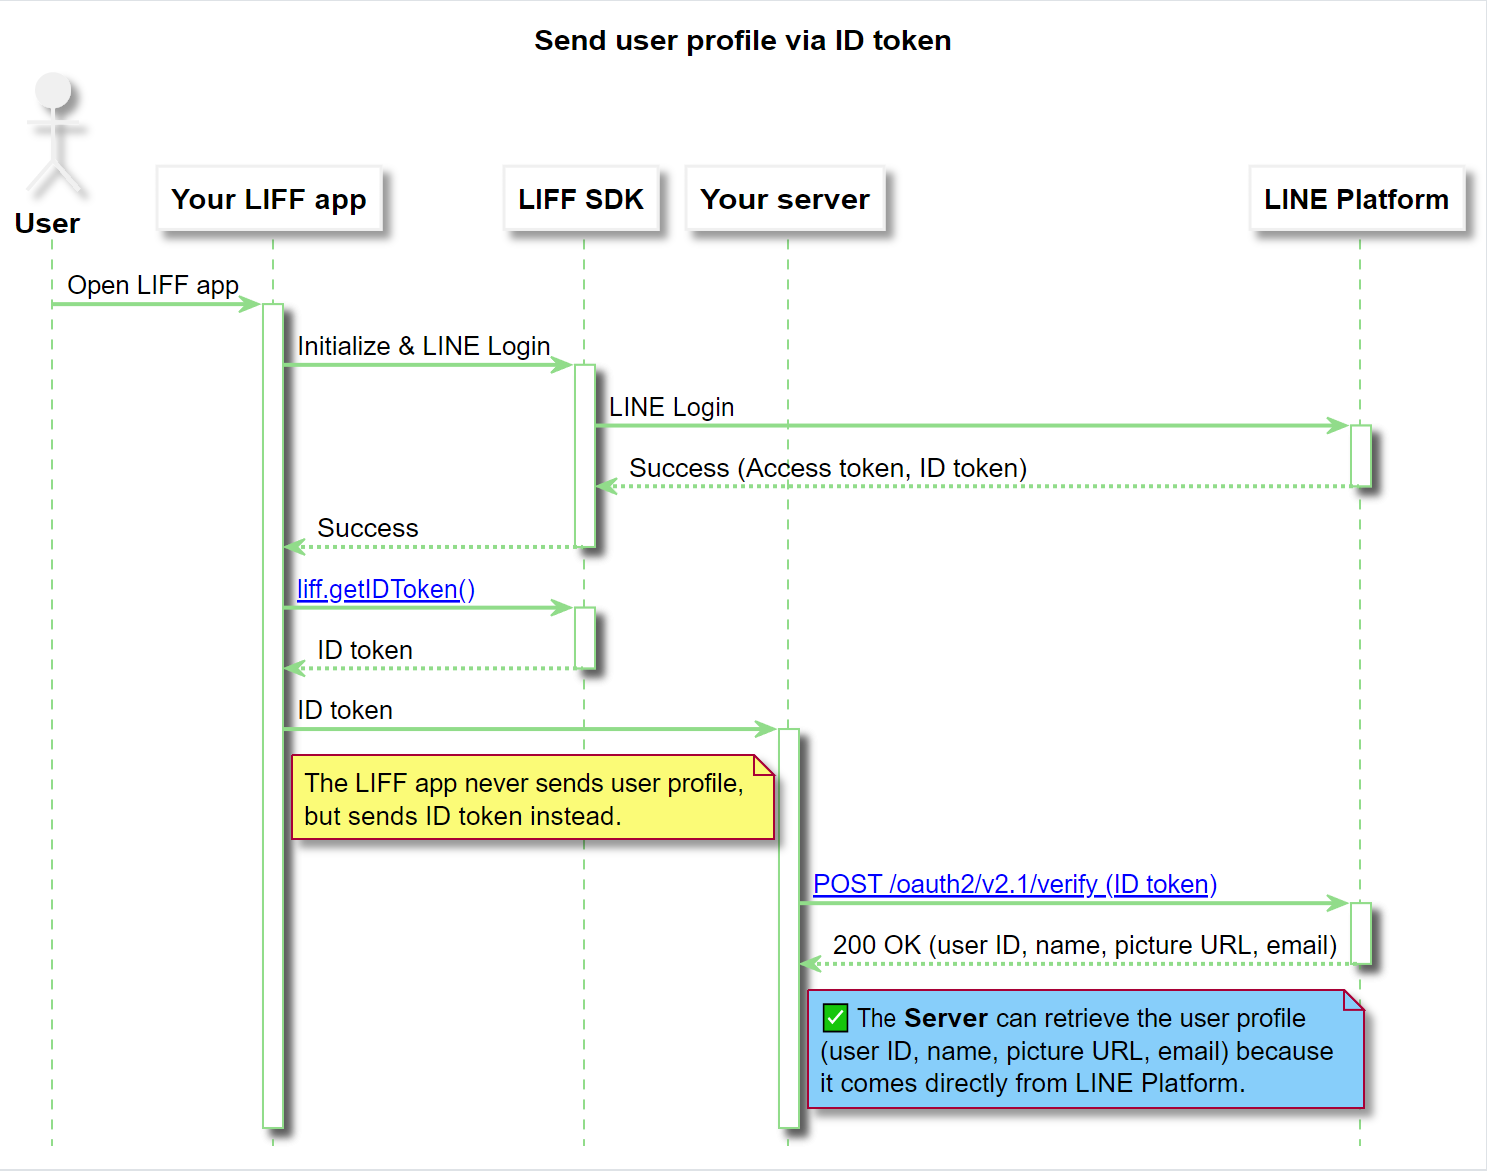 Send user profile via ID token
User
Your LIFF app
LIFF SDK
Your server
LINE Platform
Open LIFF app
Initialize & LINE Login
LINE Login
Success (Access token, ID token)
Success
liff.getIDToken()
ID token
ID token
The LIFF app never sends user profile,
but sends ID token instead.
POST /oauth2/v2.1/verify (ID token)
200 OK (user ID, name, picture URL, email)
✅ The Server can retrieve the user profile
(user ID, name, picture URL, email) because
it comes directly from LINE Platform.